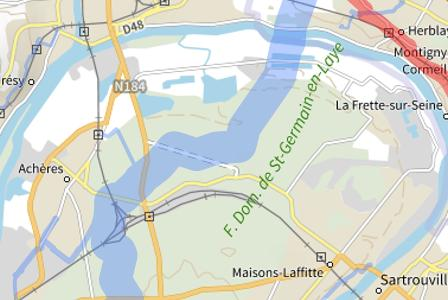 D48
Herblay
Montigny
Cormeil
résy
N184
La Frette-sur-Seine
F. Dom. de St-Germain-en-Laye
Achères
Maisons-Laffitte
Sartrouvill